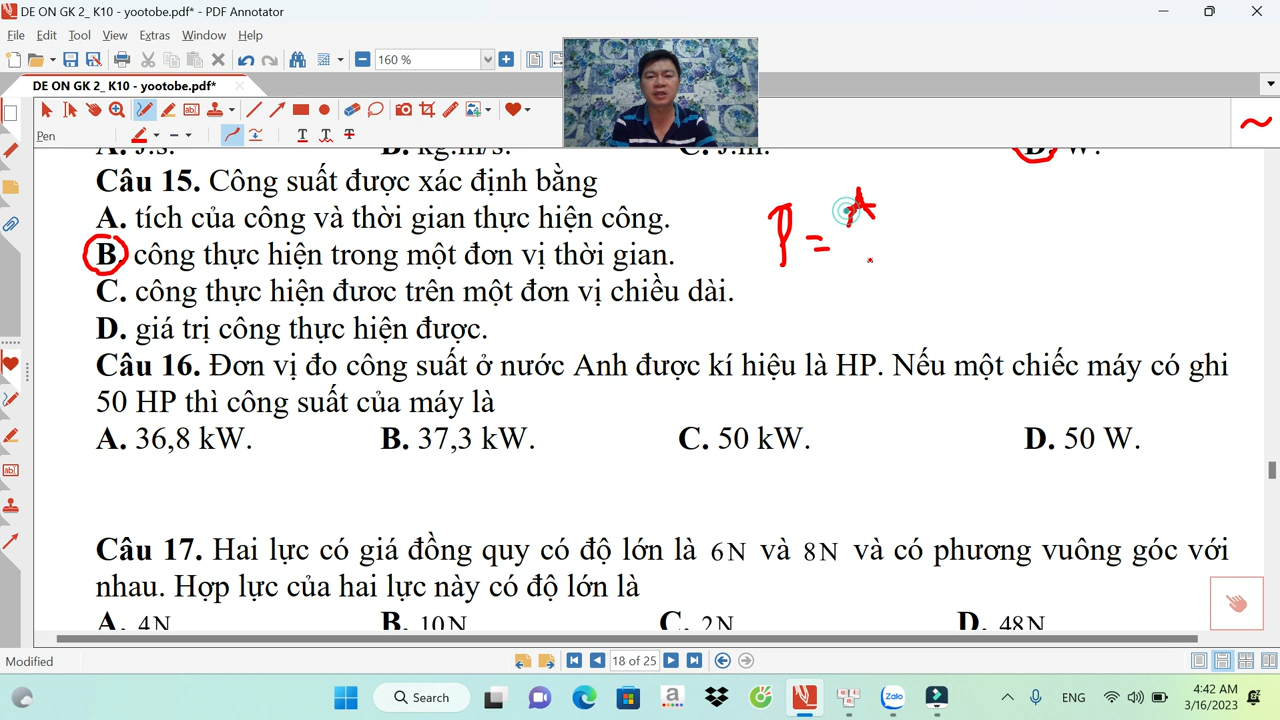 DE ON GK 2_ K10 - yootobe.pdf* - PDF Annotator
File Edit Tool View Extras Window Help
160 %
DE ON GK 2_ K10 - yootobe.pdf*
Pen
A. J.s. B. kg.m/s. C. J.m. D. W.
Câu 15. Công suất được xác định bằng
A. tích của công và thời gian thực hiện công.
B. công thực hiện trong một đơn vị thời gian.
C. công thực hiện đươc trên một đơn vị chiều dài.
D. giá trị công thực hiện được.
P = A
Câu 16. Đơn vị đo công suất ở nước Anh được kí hiệu là HP. Nếu một chiếc máy có ghi
50 HP thì công suất của máy là
A. 36,8 kW. B. 37,3 kW. C. 50 kW. D. 50 W.
Câu 17. Hai lực có giá đồng quy có độ lớn là 6N và 8N và có phương vuông góc với
nhau. Hợp lực của hai lực này có độ lớn là
A. 4N B. 10N C. 2N D. 48N
Modified
18 of 25
Search
Zalo
ENG
4:42 AM
3/16/2023